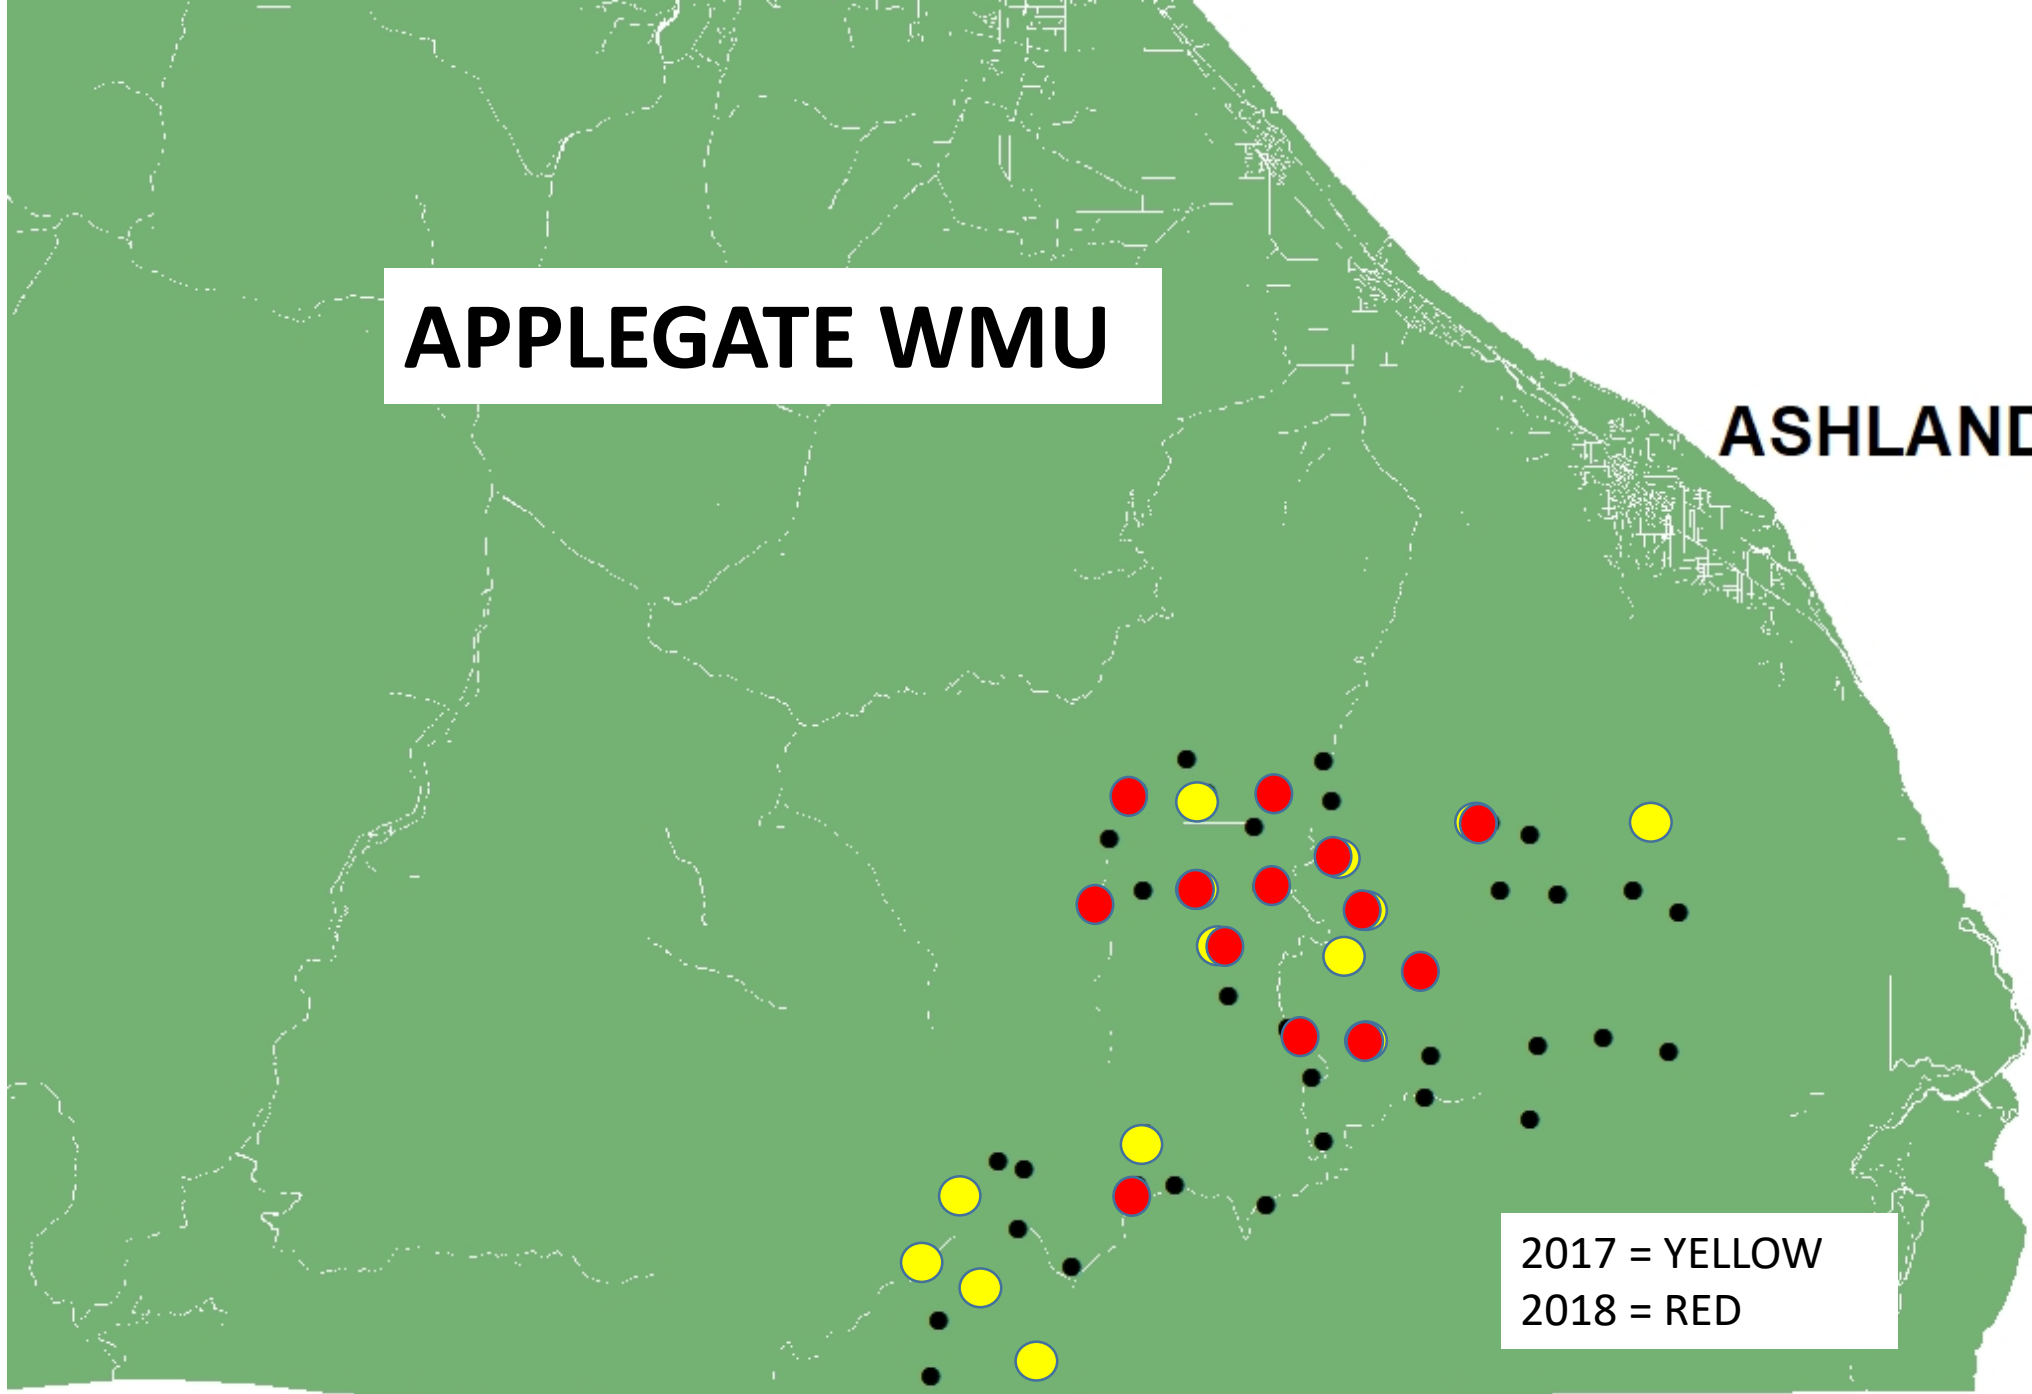 APPLEGATE WMU
ASHLAND
2017 = YELLOW
2018 = RED